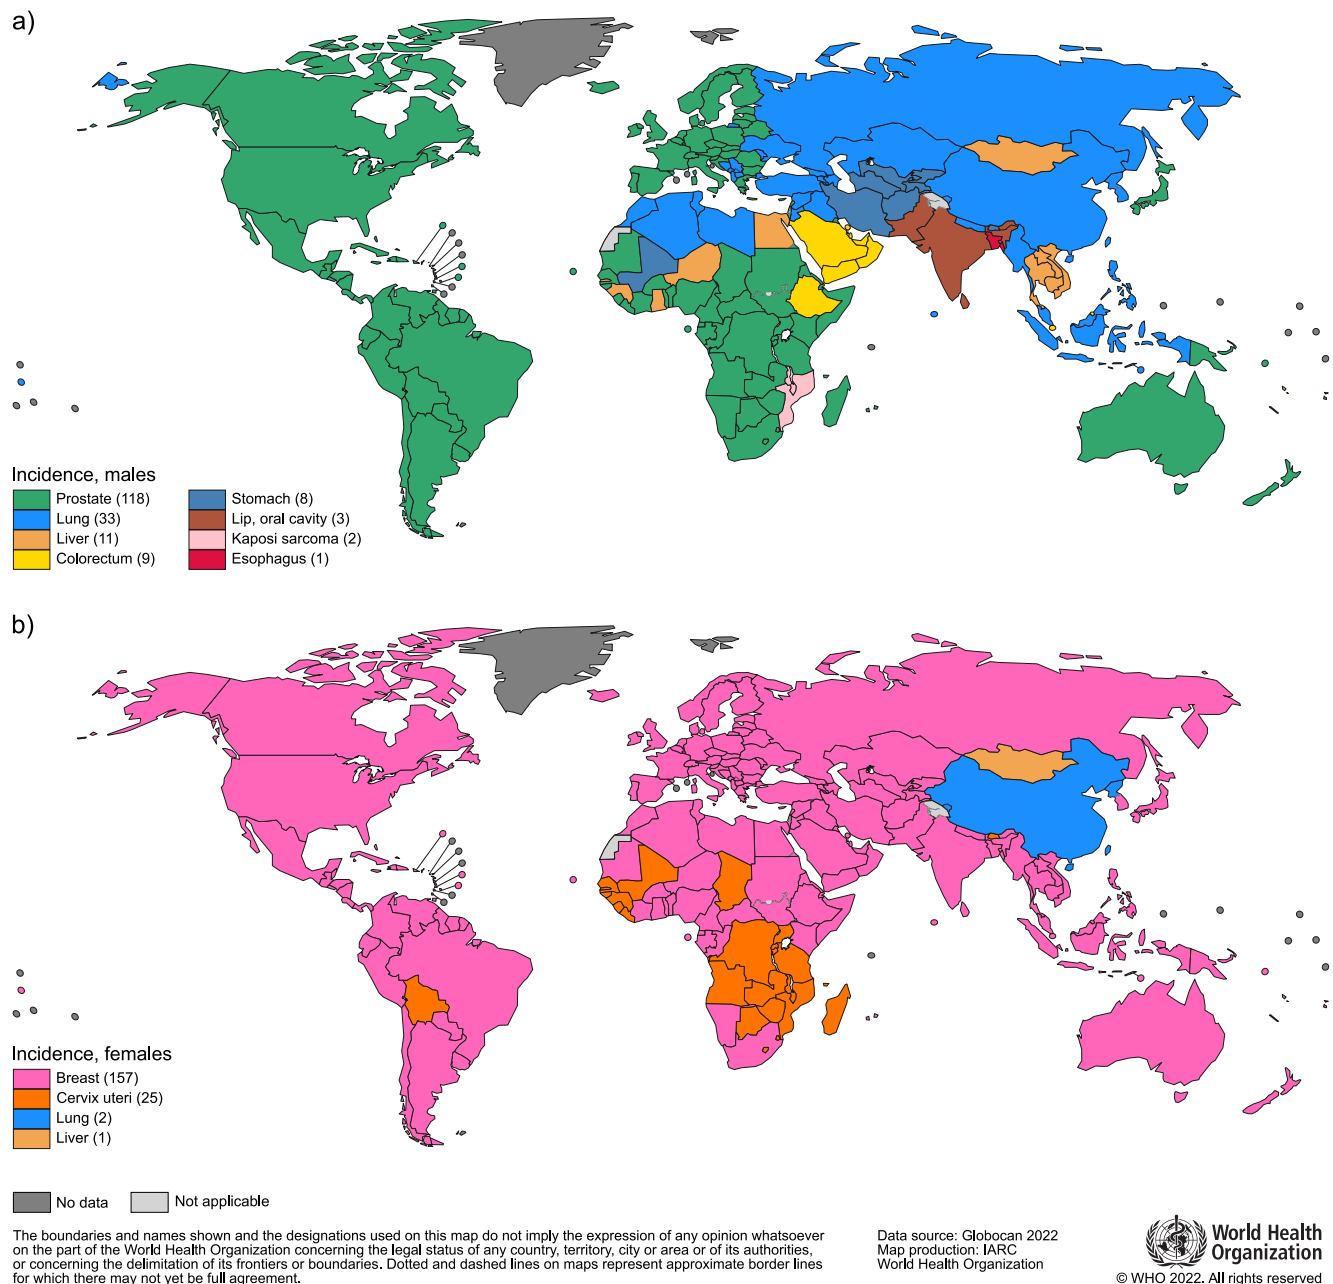 a)
Incidence, males
Prostate (118)
Lung (33)
Liver (11)
Colorectum (9)
Stomach (8)
Lip, oral cavity (3)
Kaposi sarcoma (2)
Esophagus (1)
b)
Incidence, females
Breast (157)
Cervix uteri (25)
Lung (2)
Liver (1)
No data
Not applicable
The boundaries and names shown and the designations used on this map do not imply the expression of any opinion whatsoever
on the part of the World Health Organization concerning the legal status of any country, territory, city or area or of its authorities,
or concerning the delimitation of its frontiers or boundaries. Dotted and dashed lines on maps represent approximate border lines
for which there may not yet be full agreement.
Data source: Globocan 2022
Map production: IARC
World Health Organization
World Health
Organization
© WHO 2022. All rights reserved